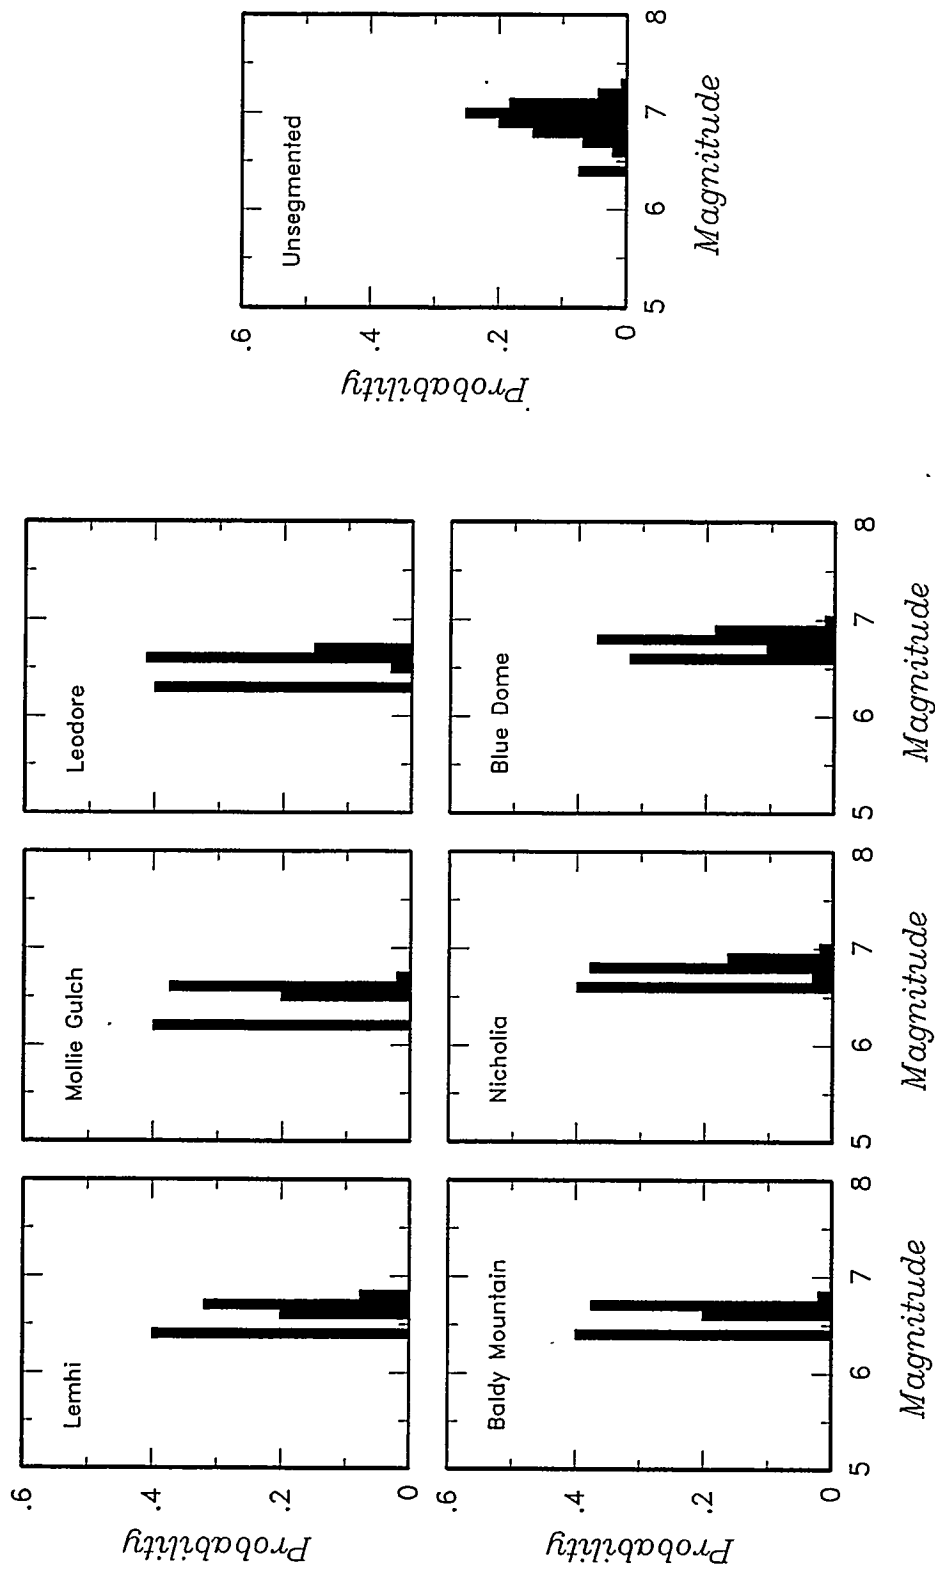 Lemhi
Mollie Gulch
Leodore
.6
.4
.2
0
Probability
Baldy Mountain
Nicholia
Blue Dome
.6
.4
.2
0
Probability
5
6
7
8
Magnitude
5
6
7
8
Magnitude
5
6
7
8
Magnitude
Unsegmented
.6
.4
.2
0
Probability
5
6
7
8
Magnitude